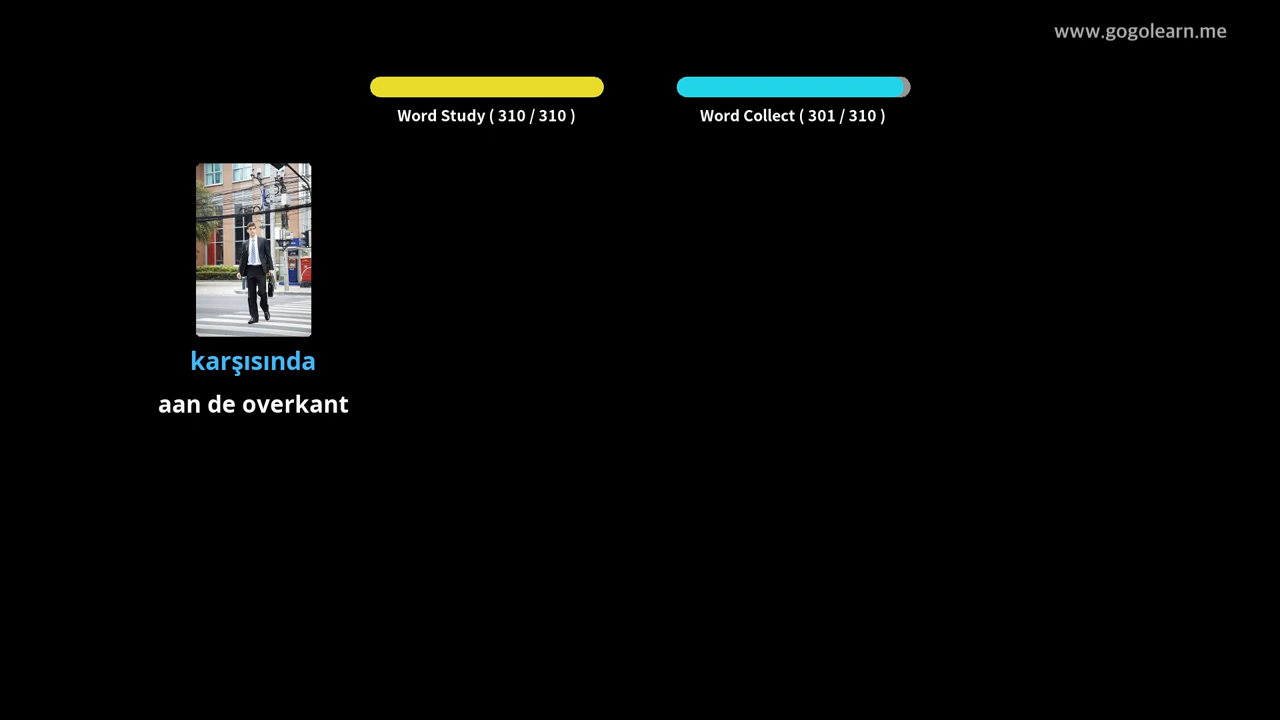 www.gogolearn.me
Word Study ( 310 / 310 )
Word Collect ( 301 / 310 )
karşısında
aan de overkant